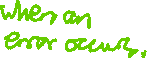 when an
error occurs,